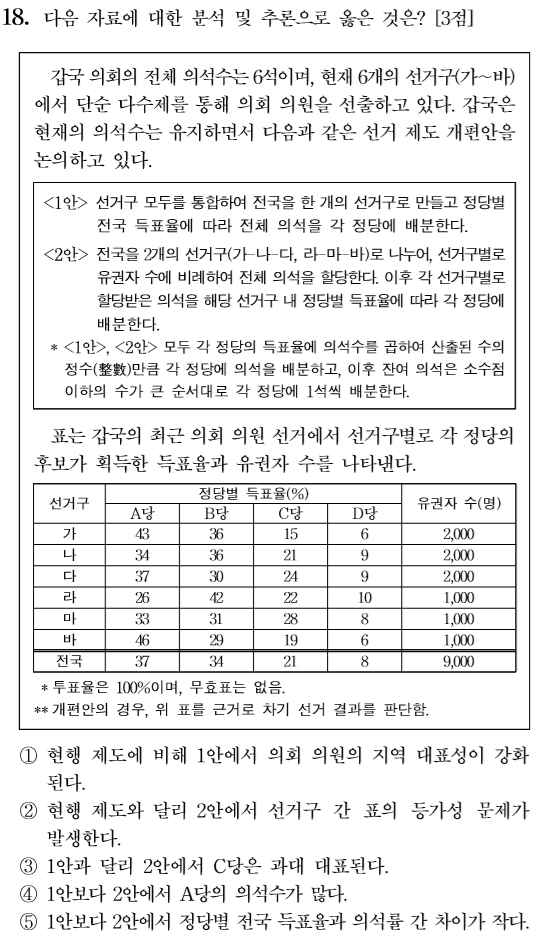 18. 다음 자료에 대한 분석 및 추론으로 옳은 것은? [3점]
갑국 의회의 전체 의석수는 6석이며, 현재 6개의 선거구(가~바)
에서 단순 다수제를 통해 의회 의원을 선출하고 있다. 갑국은
현재의 의석수는 유지하면서 다음과 같은 선거 제도 개편안을
논의하고 있다.
<1안> 선거구 모두를 통합하여 전국을 한 개의 선거구로 만들고 정당별
전국 득표율에 따라 전체 의석을 각 정당에 배분한다.
<2안> 전국을 2개의 선거구(가-나-다, 라-마-바)로 나누어, 선거구별로
유권자 수에 비례하여 전체 의석을 할당한다. 이후 각 선거구별로
할당받은 의석을 해당 선거구 내 정당별 득표율에 따라 각 정당에
배분한다.
* <1안>, <2안> 모두 각 정당의 득표율에 의석수를 곱하여 산출된 수의
정수(整數)만큼 각 정당에 의석을 배분하고, 이후 잔여 의석은 소수점
이하의 수가 큰 순서대로 각 정당에 1석씩 배분한다.
표는 갑국의 최근 의회 의원 선거에서 선거구별로 각 정당의
후보가 획득한 득표율과 유권자 수를 나타낸다.
선거구 정당별 득표율(%) 유권자 수(명)
A당 B당 C당 D당
가 43 36 15 6 2,000
나 34 36 21 9 2,000
다 37 30 24 9 2,000
라 26 42 22 10 1,000
마 33 31 28 8 1,000
바 46 29 19 6 1,000
전국 37 34 21 8 9,000
* 투표율은 100%이며, 무효표는 없음.
** 개편안의 경우, 위 표를 근거로 차기 선거 결과를 판단함.
① 현행 제도에 비해 1안에서 의회 의원의 지역 대표성이 강화
된다.
② 현행 제도와 달리 2안에서 선거구 간 표의 등가성 문제가
발생한다.
③ 1안과 달리 2안에서 C당은 과대 대표된다.
④ 1안보다 2안에서 A당의 의석수가 많다.
⑤ 1안보다 2안에서 정당별 전국 득표율과 의석률 간 차이가 작다.